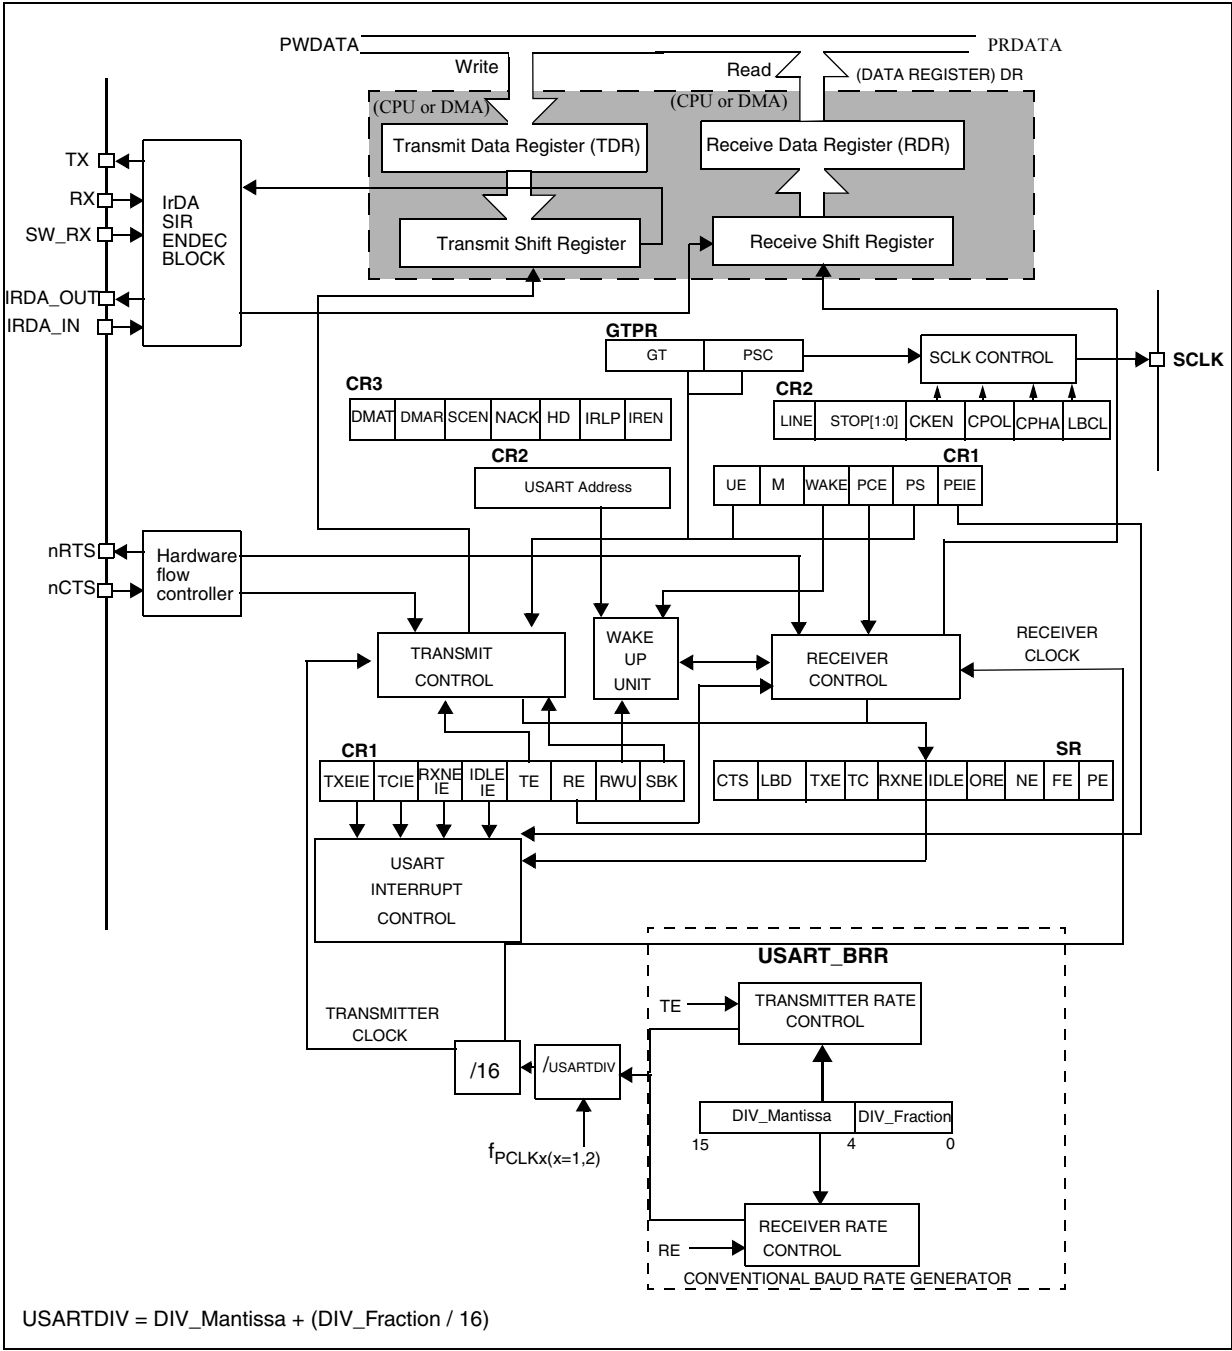 PWDATA
PRDATA
Write
Read
(DATA REGISTER) DR
(CPU or DMA)
(CPU or DMA)
Transmit Data Register (TDR)
Receive Data Register (RDR)
TX
RX
SW_RX
IrDA
SIR
ENDEC
BLOCK
Transmit Shift Register
Receive Shift Register
IRDA_OUT
IRDA_IN
GTPR
GT
PSC
SCLK CONTROL
SCLK
CR3
DMAT
DMAR
SCEN
NACK
HD
IRLP
IREN
CR2
LINE
STOP[1:0]
CKEN
CPOL
CPHA
LBCL
CR2
USART Address
CR1
UE
M
WAKE
PCE
PS
PEIE
nRTS
nCTS
Hardware
flow
controller
TRANSMIT
CONTROL
WAKE
UP
UNIT
RECEIVER
CONTROL
RECEIVER
CLOCK
CR1
TXEIE
TCIE
RXNE
IE
IDLE
IE
TE
RE
RWU
SBK
SR
CTS
LBD
TXE
TC
RXNE
IDLE
ORE
NE
FE
PE
USART
INTERRUPT
CONTROL
USART_BRR
TE
TRANSMITTER RATE
CONTROL
TRANSMITTER
CLOCK
/16
/USARTDIV
fPCLKx(x=1,2)
DIV_Mantissa
DIV_Fraction
15
4
0
RE
RECEIVER RATE
CONTROL
CONVENTIONAL BAUD RATE GENERATOR
USARTDIV = DIV_Mantissa + (DIV_Fraction / 16)